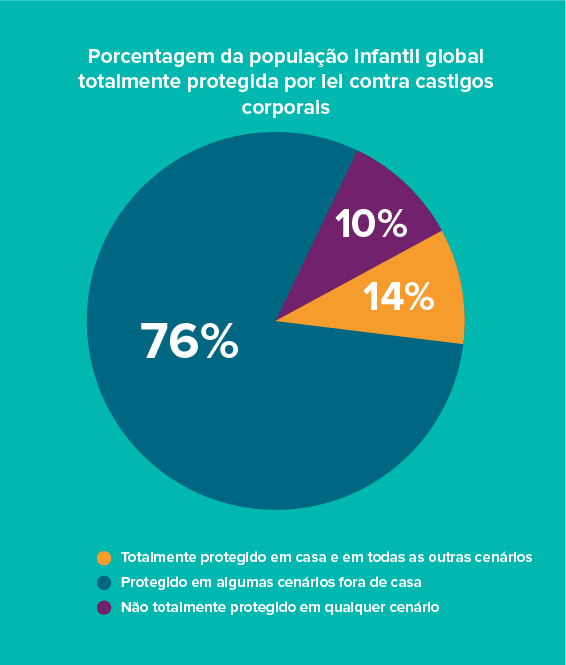 Porcentagem da população infantil global
totalmente protegida por lei contra castigos
corporais
10%
14%
76%
Totalmente protegido em casa e em todas as outras cenários
Protegido em algumas cenários fora de casa
Não totalmente protegido em qualquer cenário